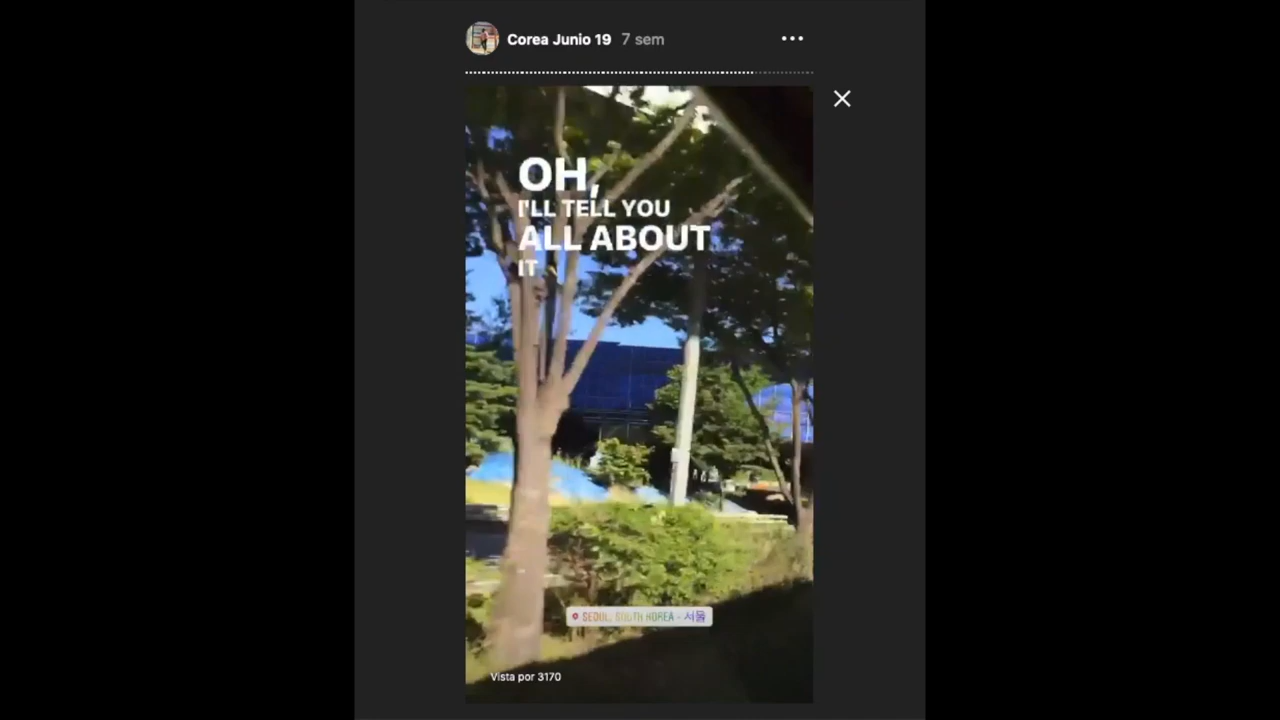 Corea Junio 19 7 sem
OH,
I'LL TELL YOU
ALL ABOUT
IT
SEOUL, SOUTH KOREA - 서울
Vista por 3170